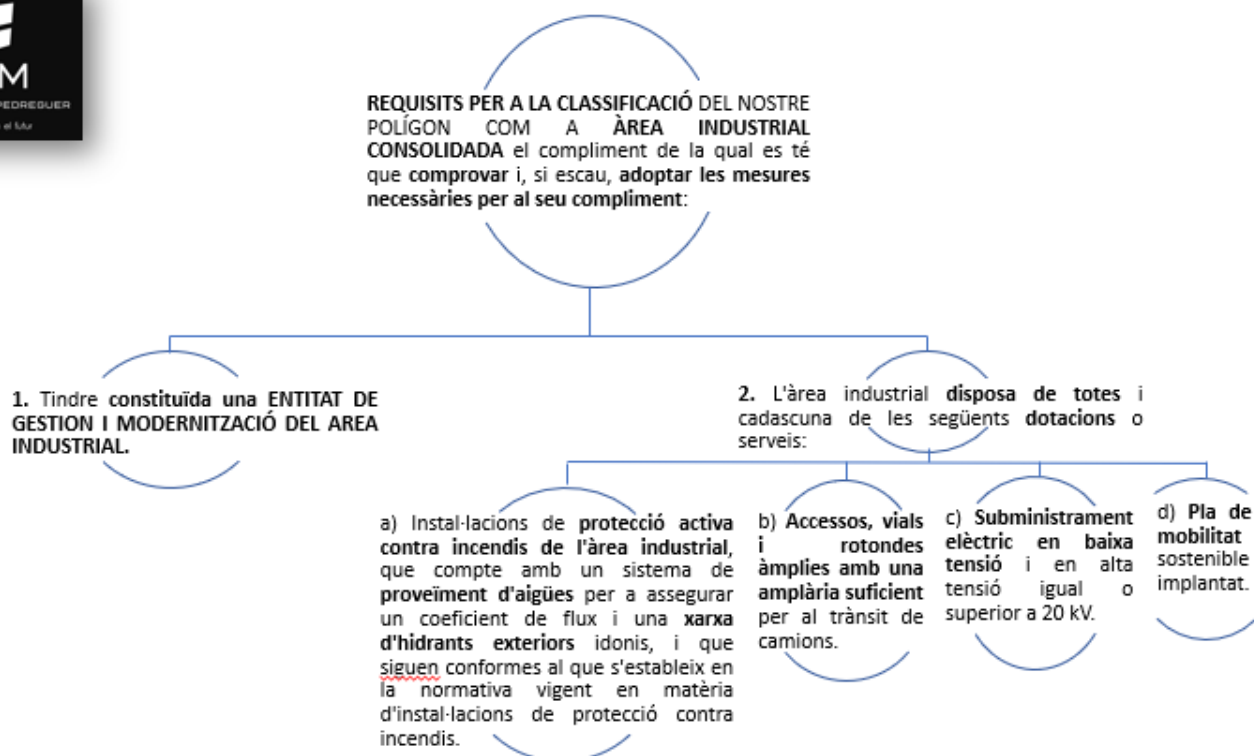 M
PEDREGUER
el futur
REQUISITS PER A LA CLASSIFICACIÓ DEL NOSTRE
POLÍGON COM A ÀREA INDUSTRIAL
CONSOLIDADA el compliment de la qual es té
que comprovar i, si escau, adoptar les mesures
necessàries per al seu compliment:
1. Tindre constituïda una ENTITAT DE
GESTION I MODERNITZACIÓ DEL AREA
INDUSTRIAL.
2. L'àrea industrial disposa de totes i
cadascuna de les següents dotacions o
serveis:
a) Instal·lacions de protecció activa
contra incendis de l'àrea industrial,
que compte amb un sistema de
proveïment d'aigües per a assegurar
un coeficient de flux i una xarxa
d'hidrants exteriors idonis, i que
siguen conformes al que s'estableix en
la normativa vigent en matèria
d'instal·lacions de protecció contra
incendis.
b) Accessos, vials
i rotondes
àmplies amb una
amplària suficient
per al trànsit de
camions.
c) Subministrament
elèctric en baixa
tensió i en alta
tensió igual o
superior a 20 kV.
d) Pla de
mobilitat
sostenible
implantat.